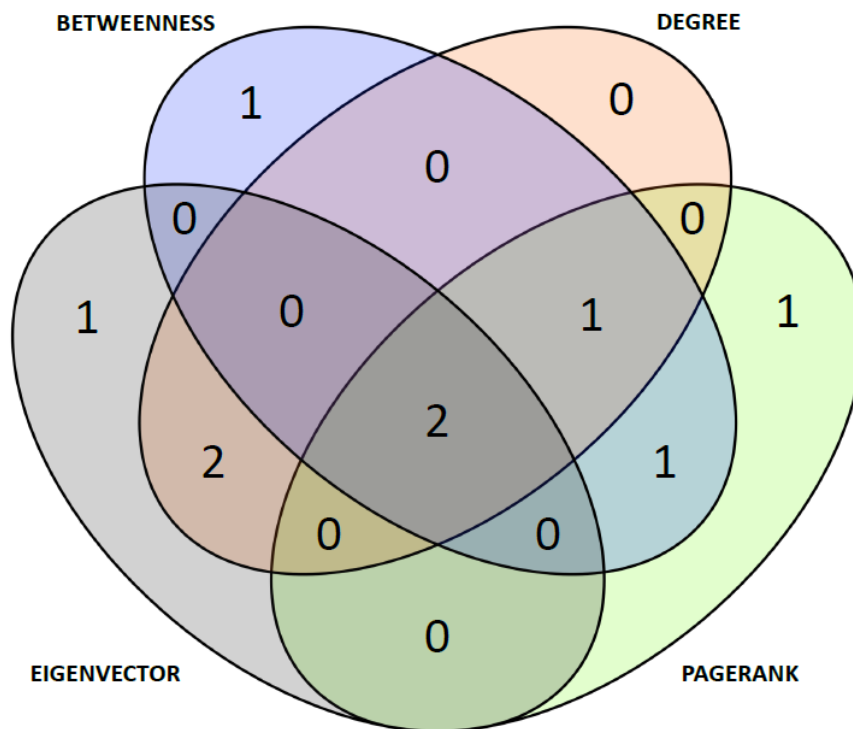 BETWEENNESS DEGREE
1 0
0
0 0
1 0 1 1
2
2 1
0 0
0
EIGENVECTOR PAGERANK